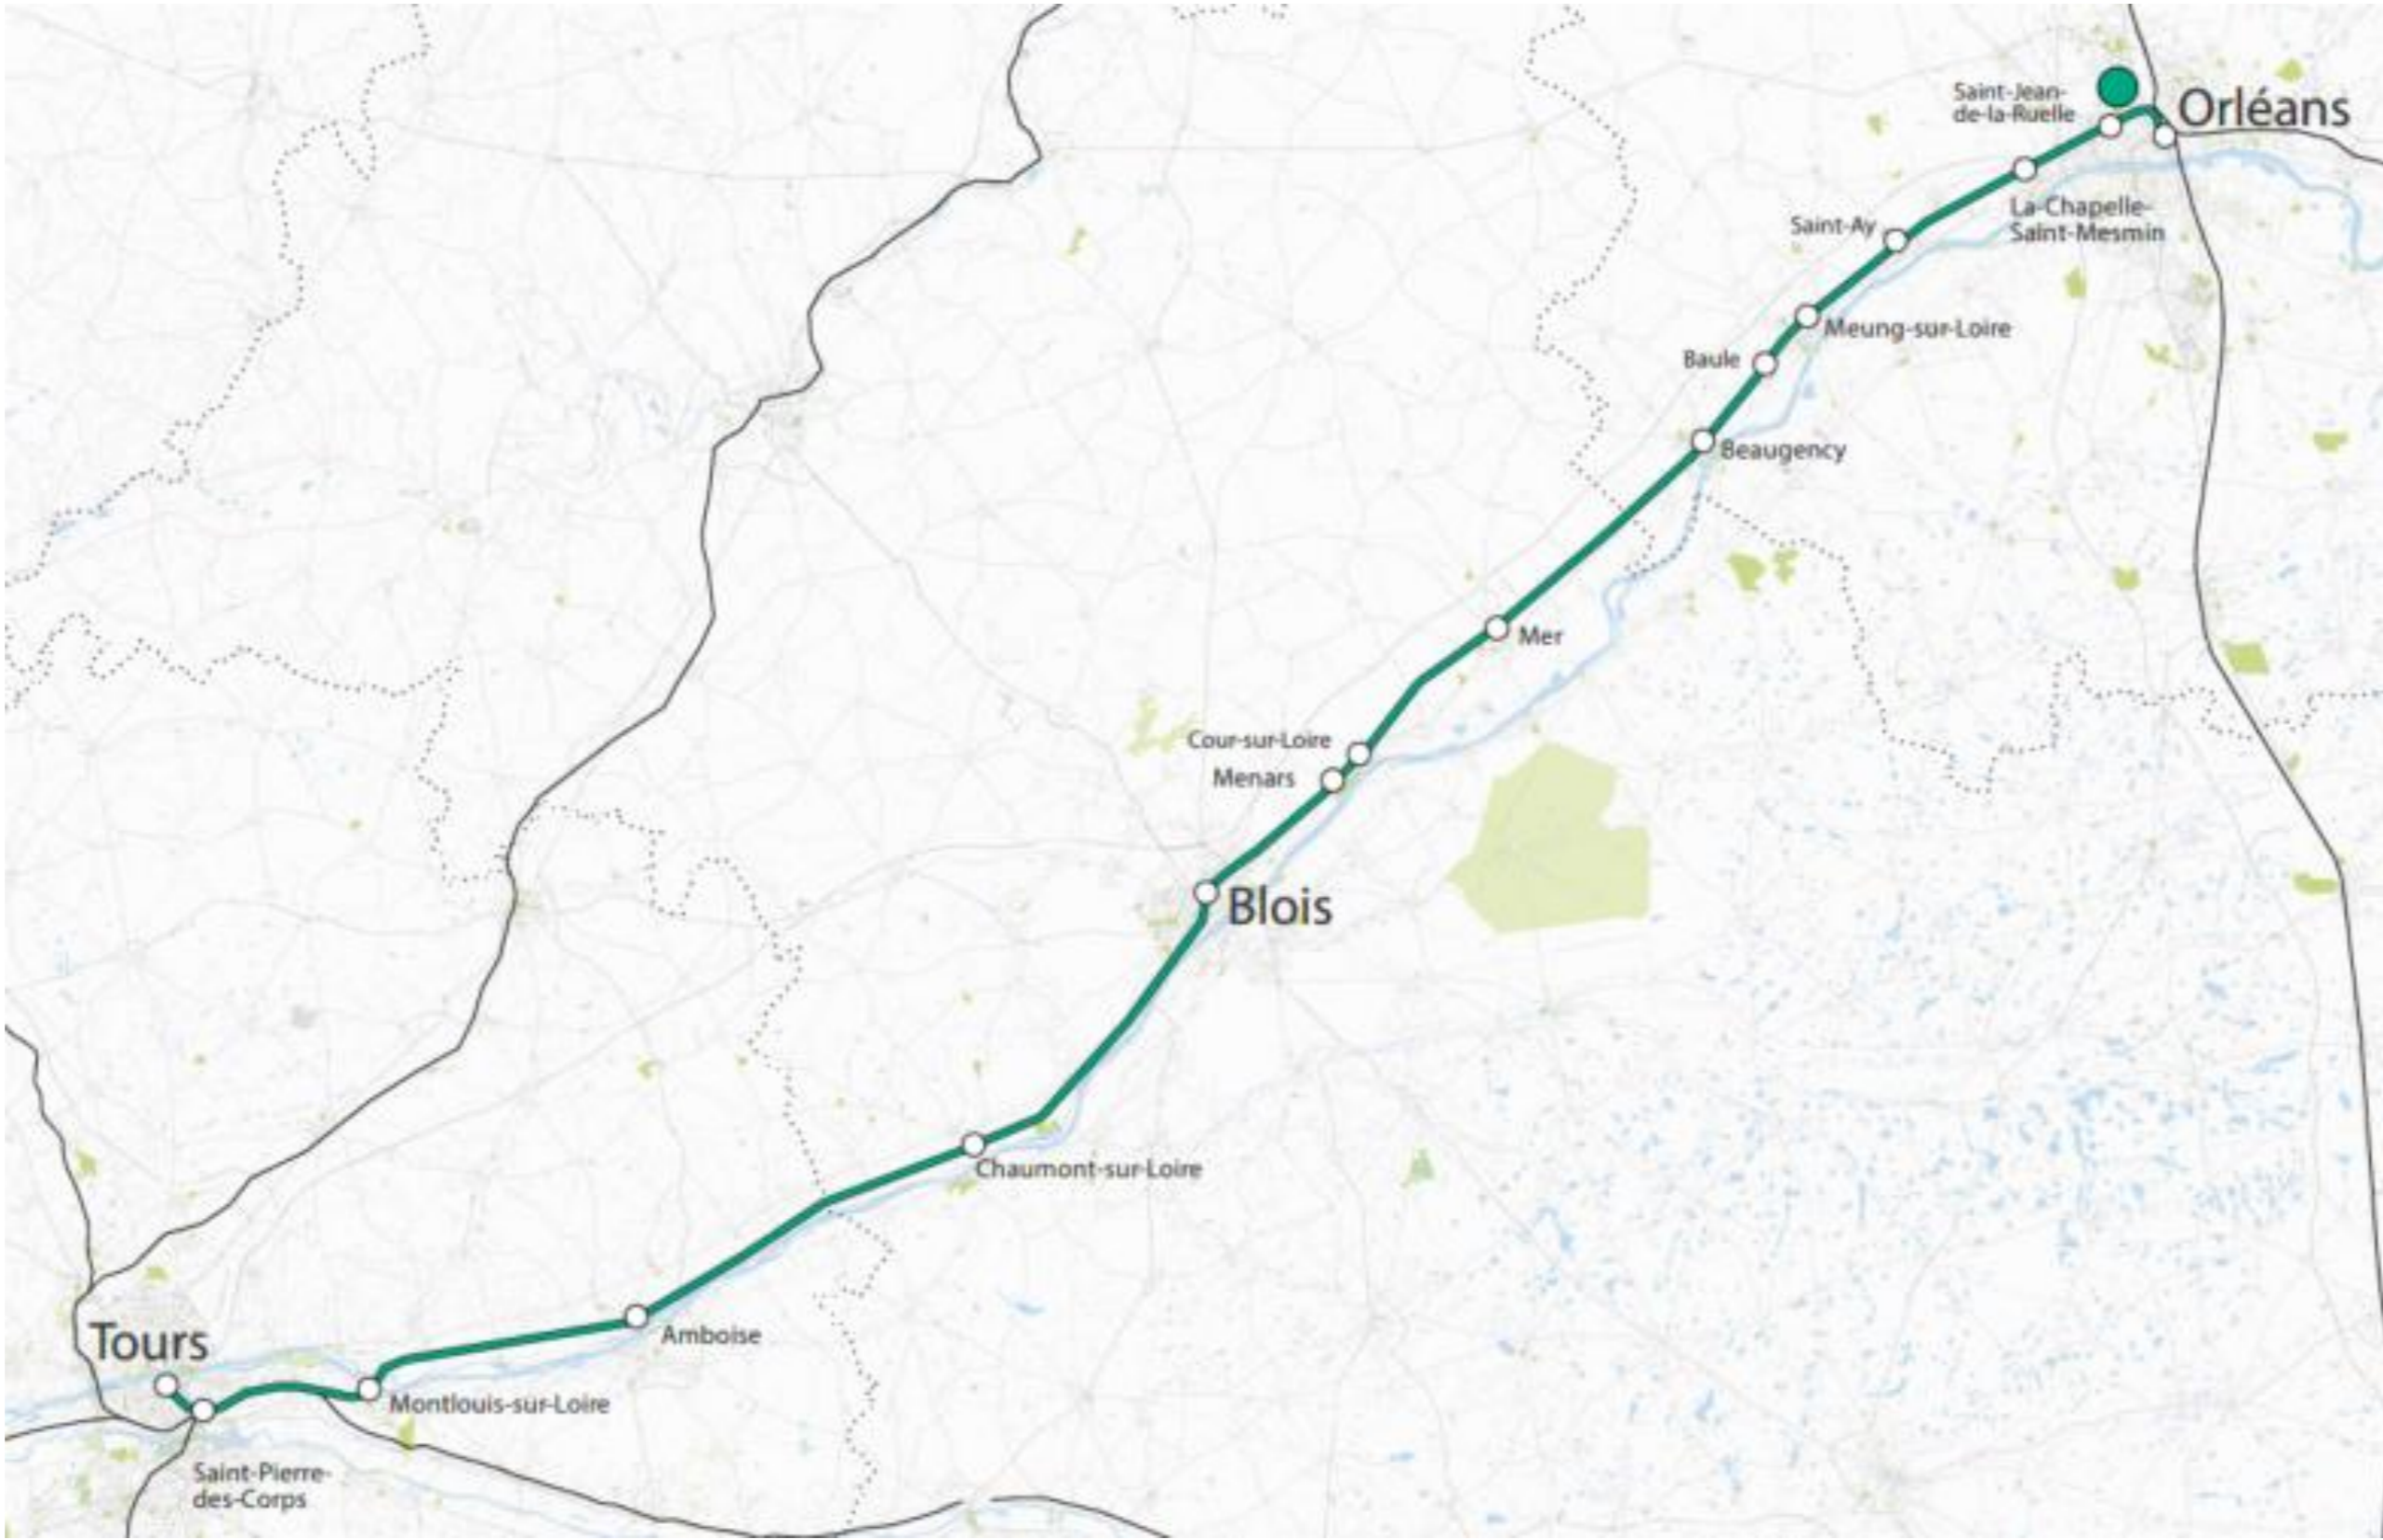 Saint-Jean-
de-la-Ruelle
Orléans
La-Chapelle-
Saint-Mesmin
Saint-Ay
Meung-sur-Loire
Baule
Beaugency
Mer
Cour-sur-Loire
Menars
Blois
Chaumont-sur-Loire
Amboise
Tours
Montlouis-sur-Loire
Saint-Pierre-
des-Corps